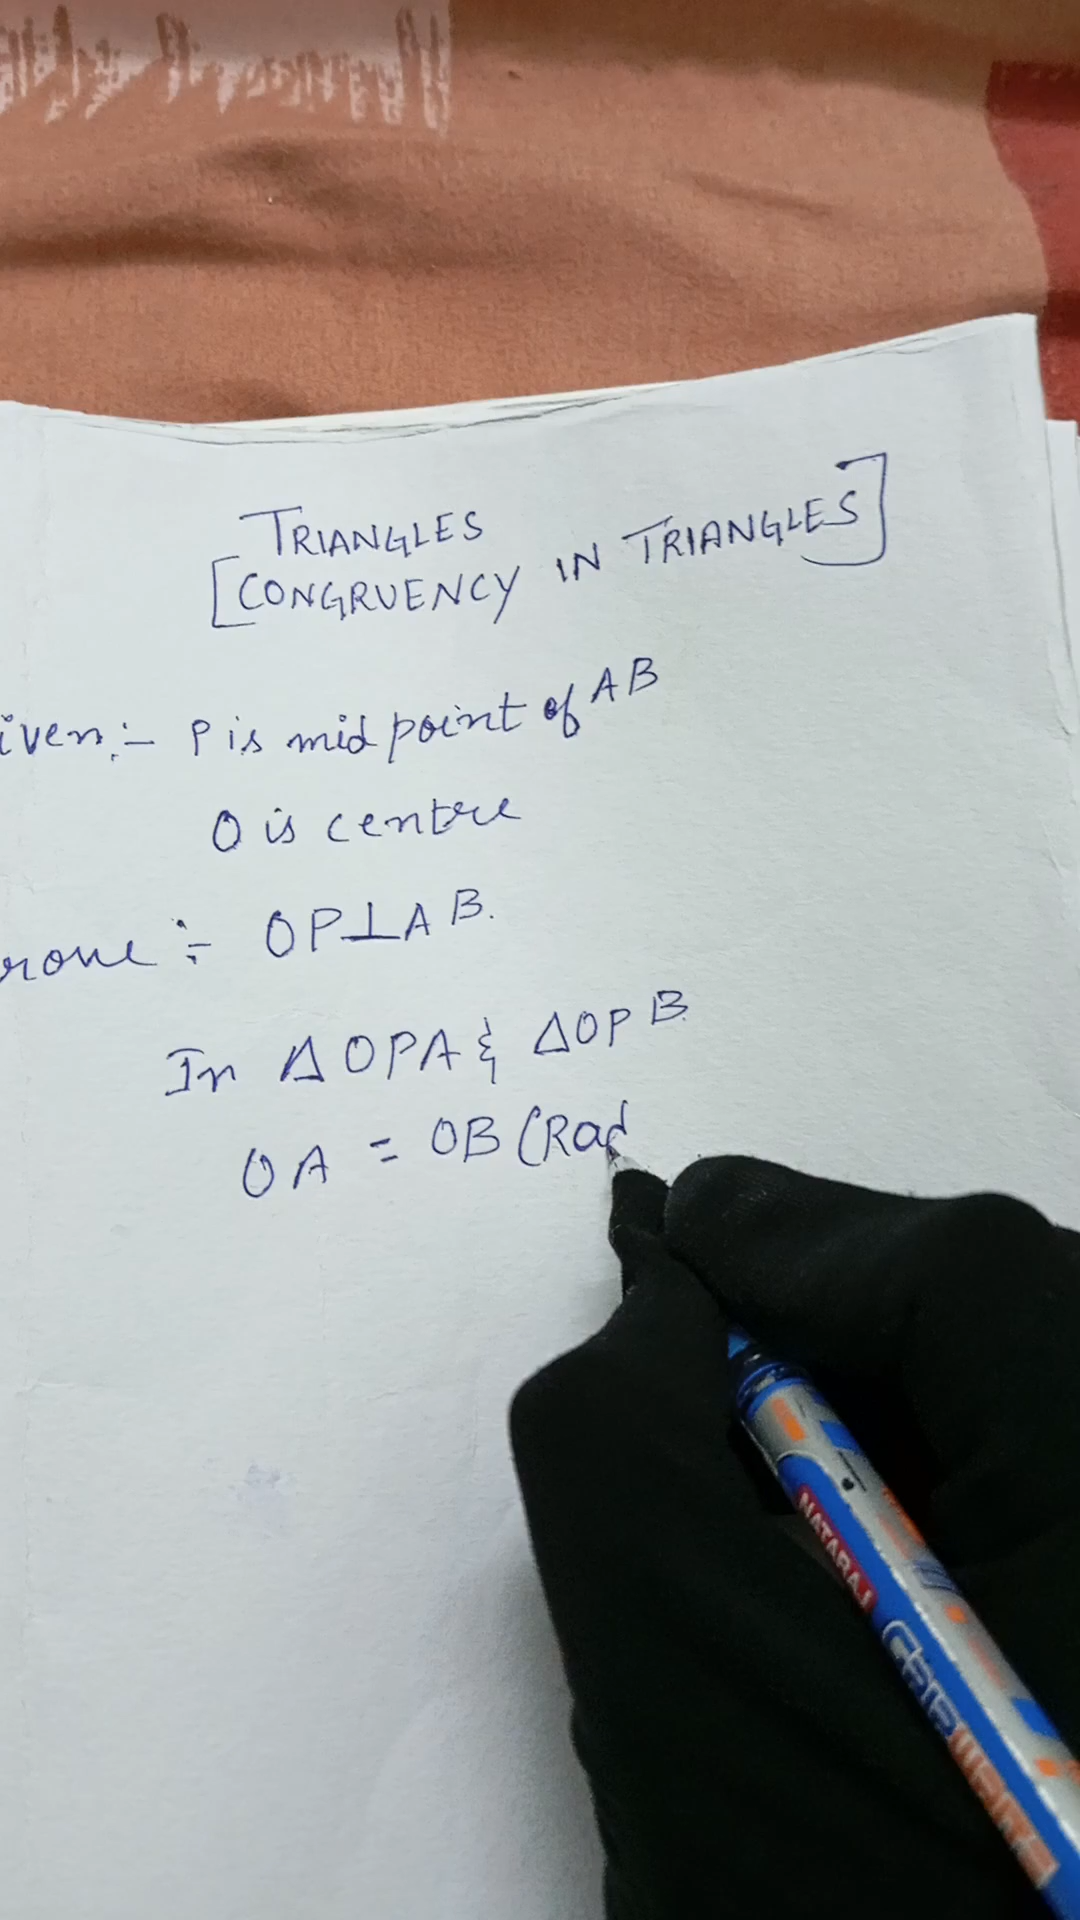 TRIANGLES
[CONGRUENCY IN TRIANGLES]
iven :- P is mid point of AB
O is centre
rove :- OP⊥AB.
In Δ OPA & ΔOPB
OA = OB (Rad
NATARAJ